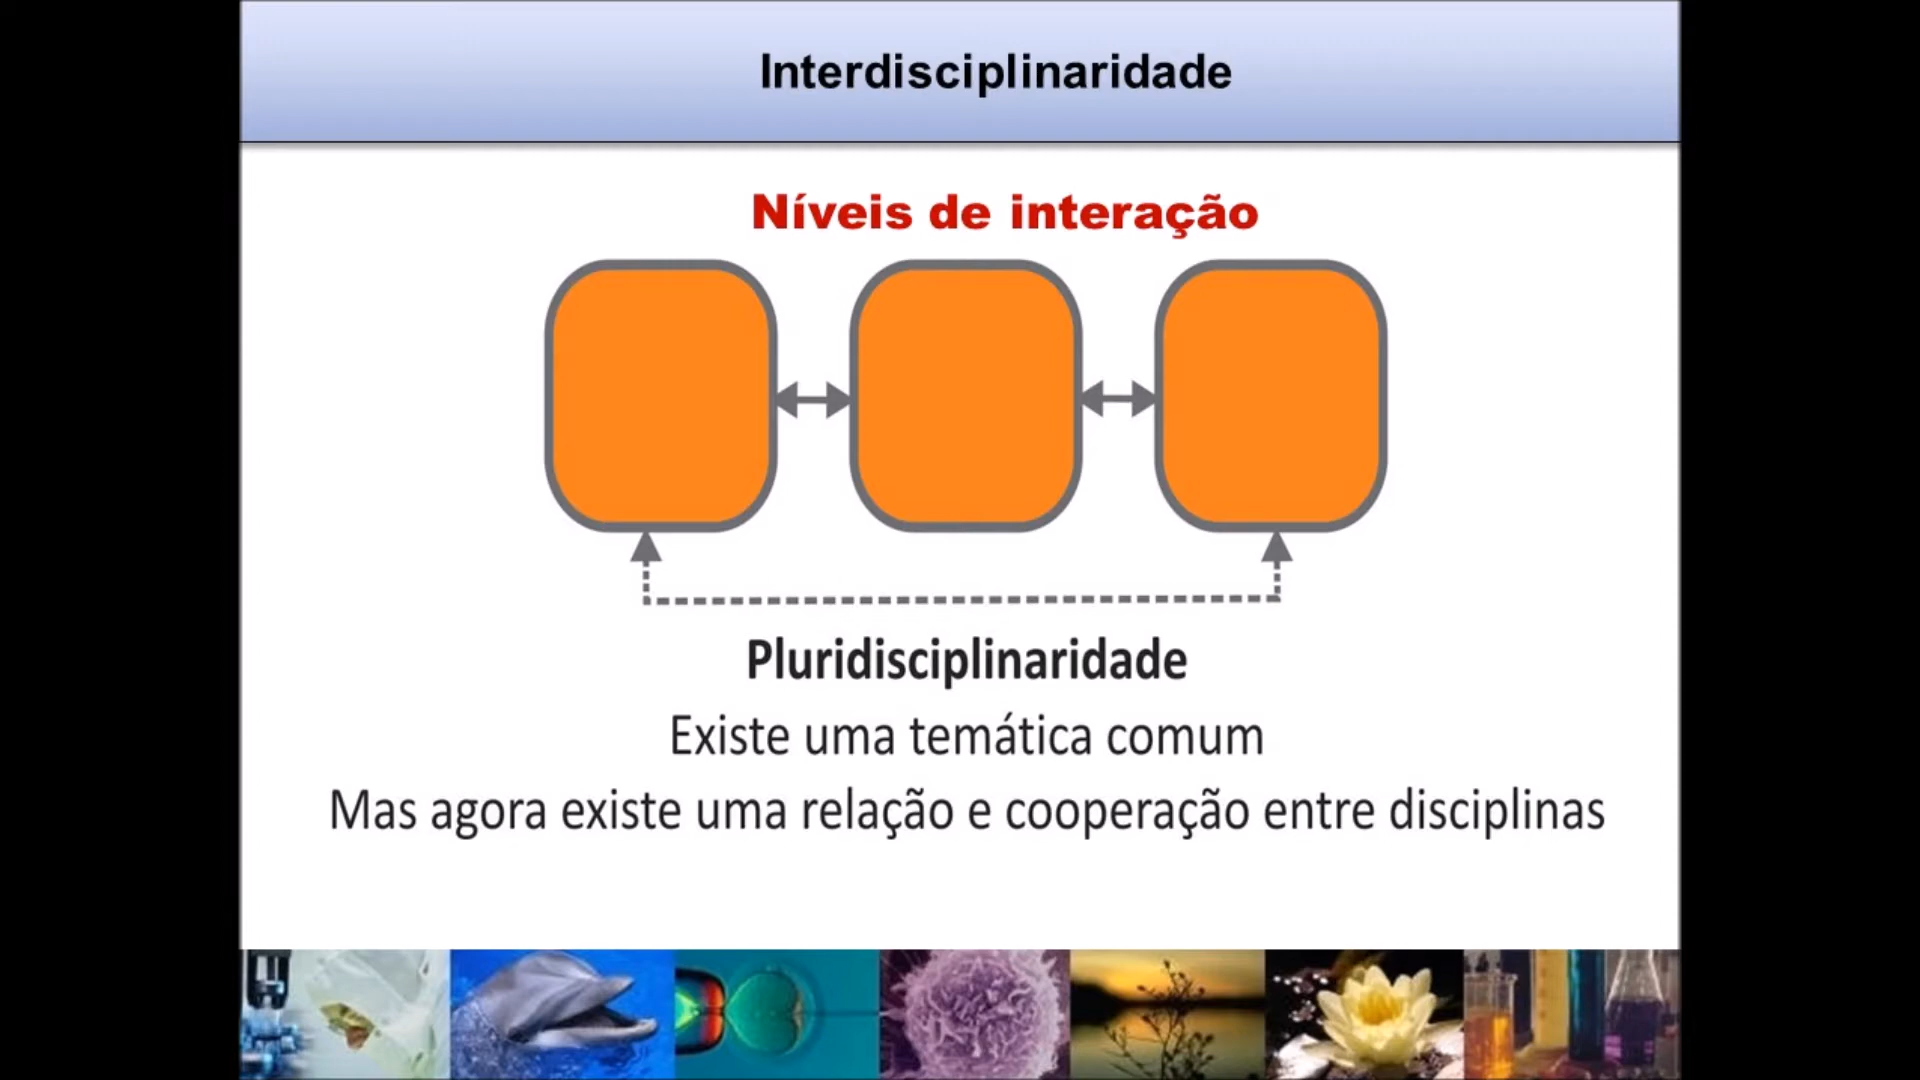 Interdisciplinaridade
Níveis de interação
Pluridisciplinaridade
Existe uma temática comum
Mas agora existe uma relação e cooperação entre disciplinas